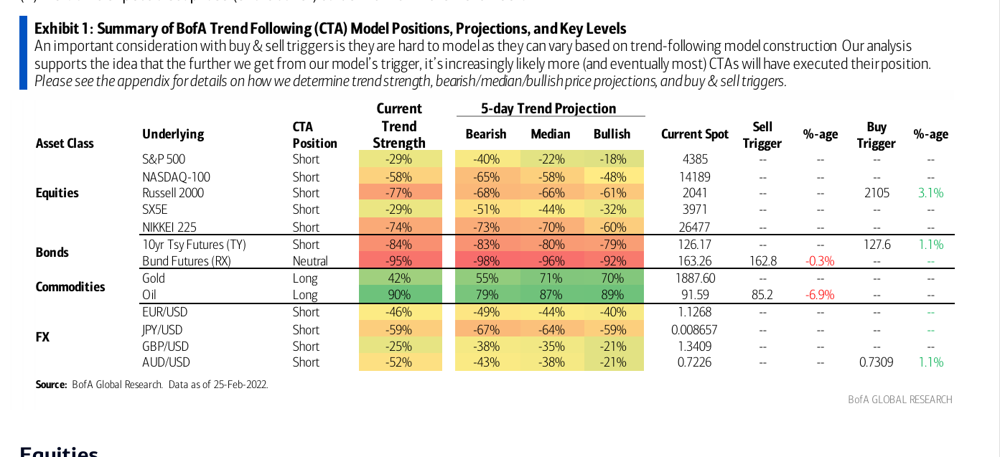 Exhibit 1: Summary of BofA Trend Following (CTA) Model Positions, Projections, and Key Levels
An important consideration with buy & sell triggers is they are hard to model as they can vary based on trend-following model construction Our analysis
supports the idea that the further we get from our model's trigger, it's increasingly likely more (and eventually most) CTAs will have executed their position.
Please see the appendix for details on how we determine trend strength, bearish/median/bullish price projections, and buy & sell triggers.
Asset Class Underlying CTA Position Current Trend Strength 5-day Trend Projection Bearish Median Bullish Current Spot Sell Trigger %-age Buy Trigger %-age
Equities
S&P 500 Short -29% -40% -22% -18% 4385 -- -- -- --
NASDAQ-100 Short -58% -65% -58% -48% 14189 -- -- -- --
Russell 2000 Short -77% -68% -66% -61% 2041 -- -- 2105 3.1%
SX5E Short -29% -51% -44% -32% 3971 -- -- -- --
NIKKEI 225 Short -74% -73% -70% -60% 26477 -- -- -- --
Bonds
10yr Tsy Futures (TY) Short -84% -83% -80% -79% 126.17 -- -- 127.6 1.1%
Bund Futures (RX) Neutral -95% -98% -96% -92% 163.26 162.8 -0.3% -- --
Commodities
Gold Long 42% 55% 71% 70% 1887.60 -- -- -- --
Oil Long 90% 79% 87% 89% 91.59 85.2 -6.9% -- --
FX
EUR/USD Short -46% -49% -44% -40% 1.1268 -- -- -- --
JPY/USD Short -59% -67% -64% -59% 0.008657 -- -- -- --
GBP/USD Short -25% -38% -35% -21% 1.3409 -- -- -- --
AUD/USD Short -52% -43% -38% -21% 0.7226 -- -- 0.7309 1.1%
Source: BofA Global Research. Data as of 25-Feb-2022.
BofA GLOBAL RESEARCH
Equities